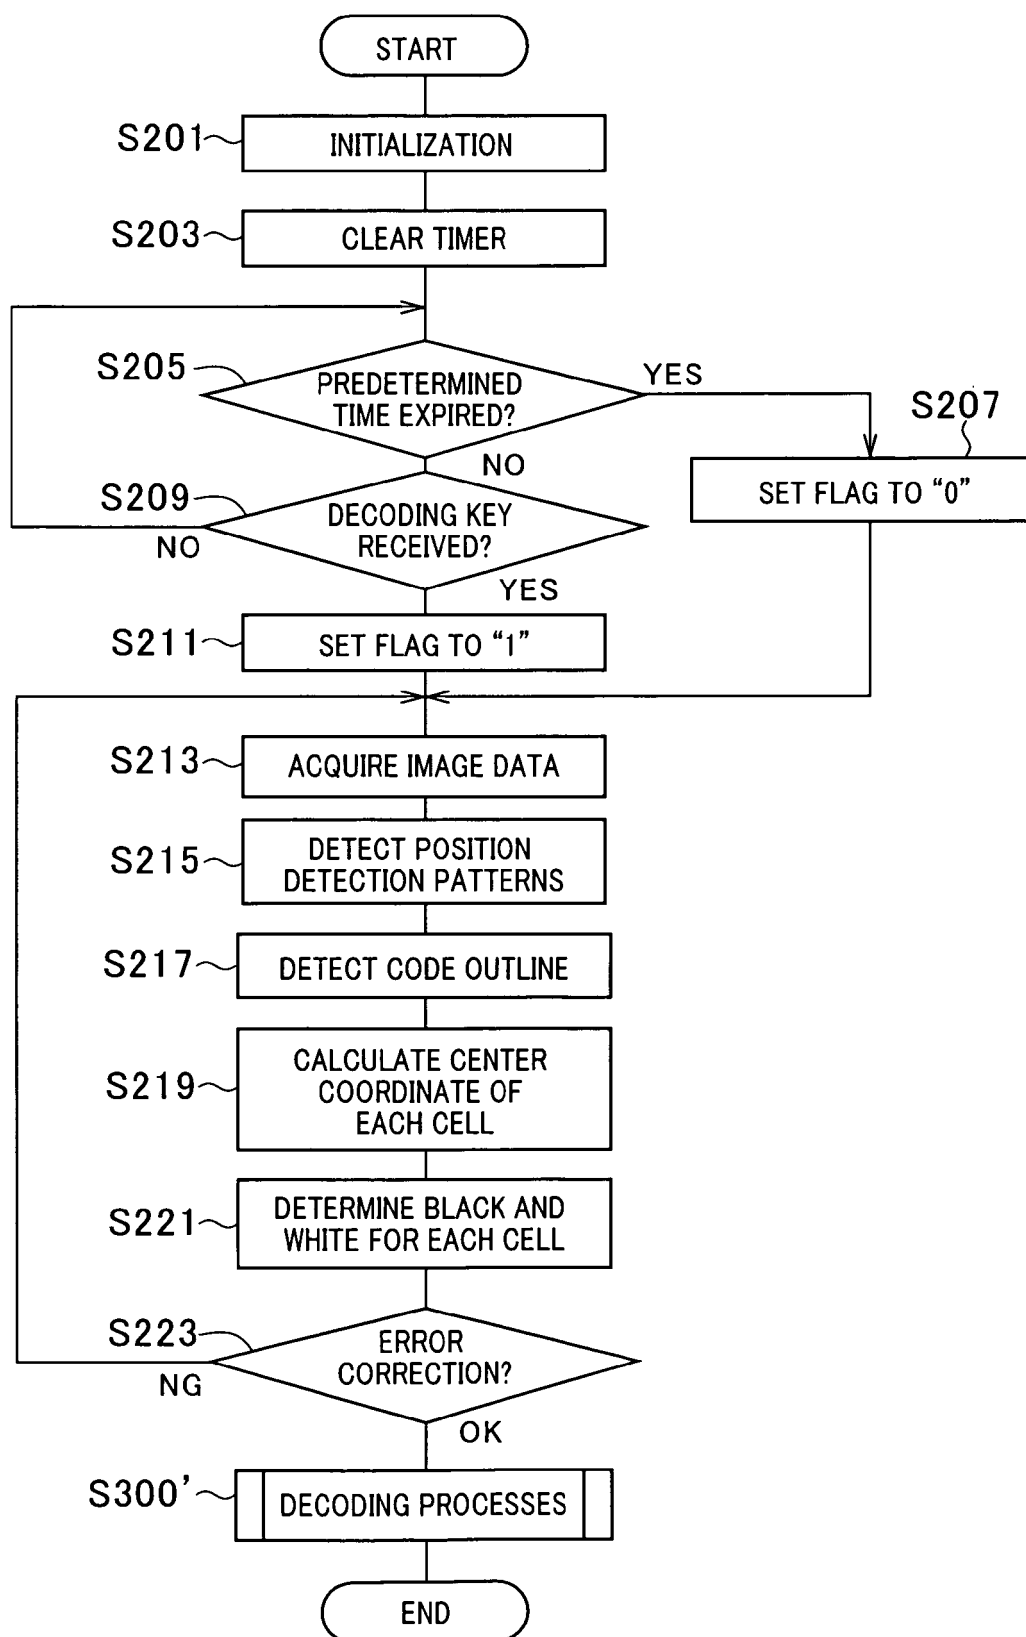 START
S201
INITIALIZATION
S203
CLEAR TIMER
S205
PREDETERMINED
TIME EXPIRED?
YES
S207
SET FLAG TO “0”
NO
S209
DECODING KEY
RECEIVED?
NO
YES
S211
SET FLAG TO “1”
S213
ACQUIRE IMAGE DATA
S215
DETECT POSITION
DETECTION PATTERNS
S217
DETECT CODE OUTLINE
S219
CALCULATE CENTER
COORDINATE OF
EACH CELL
S221
DETERMINE BLACK AND
WHITE FOR EACH CELL
S223
ERROR
CORRECTION?
NG
OK
S300’
DECODING PROCESSES
END